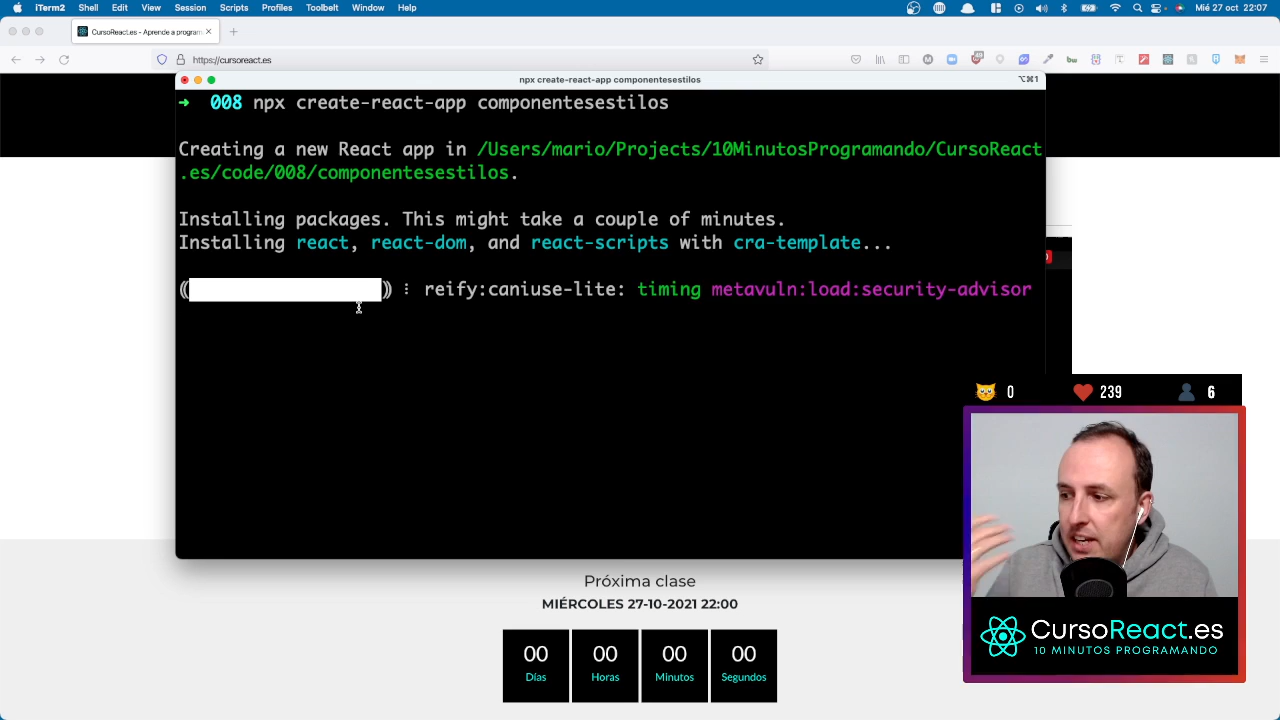 iTerm2 Shell Edit View Session Scripts Profiles Toolbelt Window Help Mié 27 oct 22:07
CursoReact.es - Aprende a program
https://cursoreact.es
npx create-react-app componentesestilos
⌥⌘1
➜ 008 npx create-react-app componentesestilos
Creating a new React app in /Users/mario/Projects/10MinutosProgramando/CursoReact
.es/code/008/componentesestilos.
Installing packages. This might take a couple of minutes.
Installing react, react-dom, and react-scripts with cra-template...
( ) ⠸ reify:caniuse-lite: timing metavuln:load:security-advisor
0 239 6
Próxima clase
MIÉRCOLES 27-10-2021 22:00
00 00 00 00
Días Horas Minutos Segundos
CursoReact.es
10 MINUTOS PROGRAMANDO